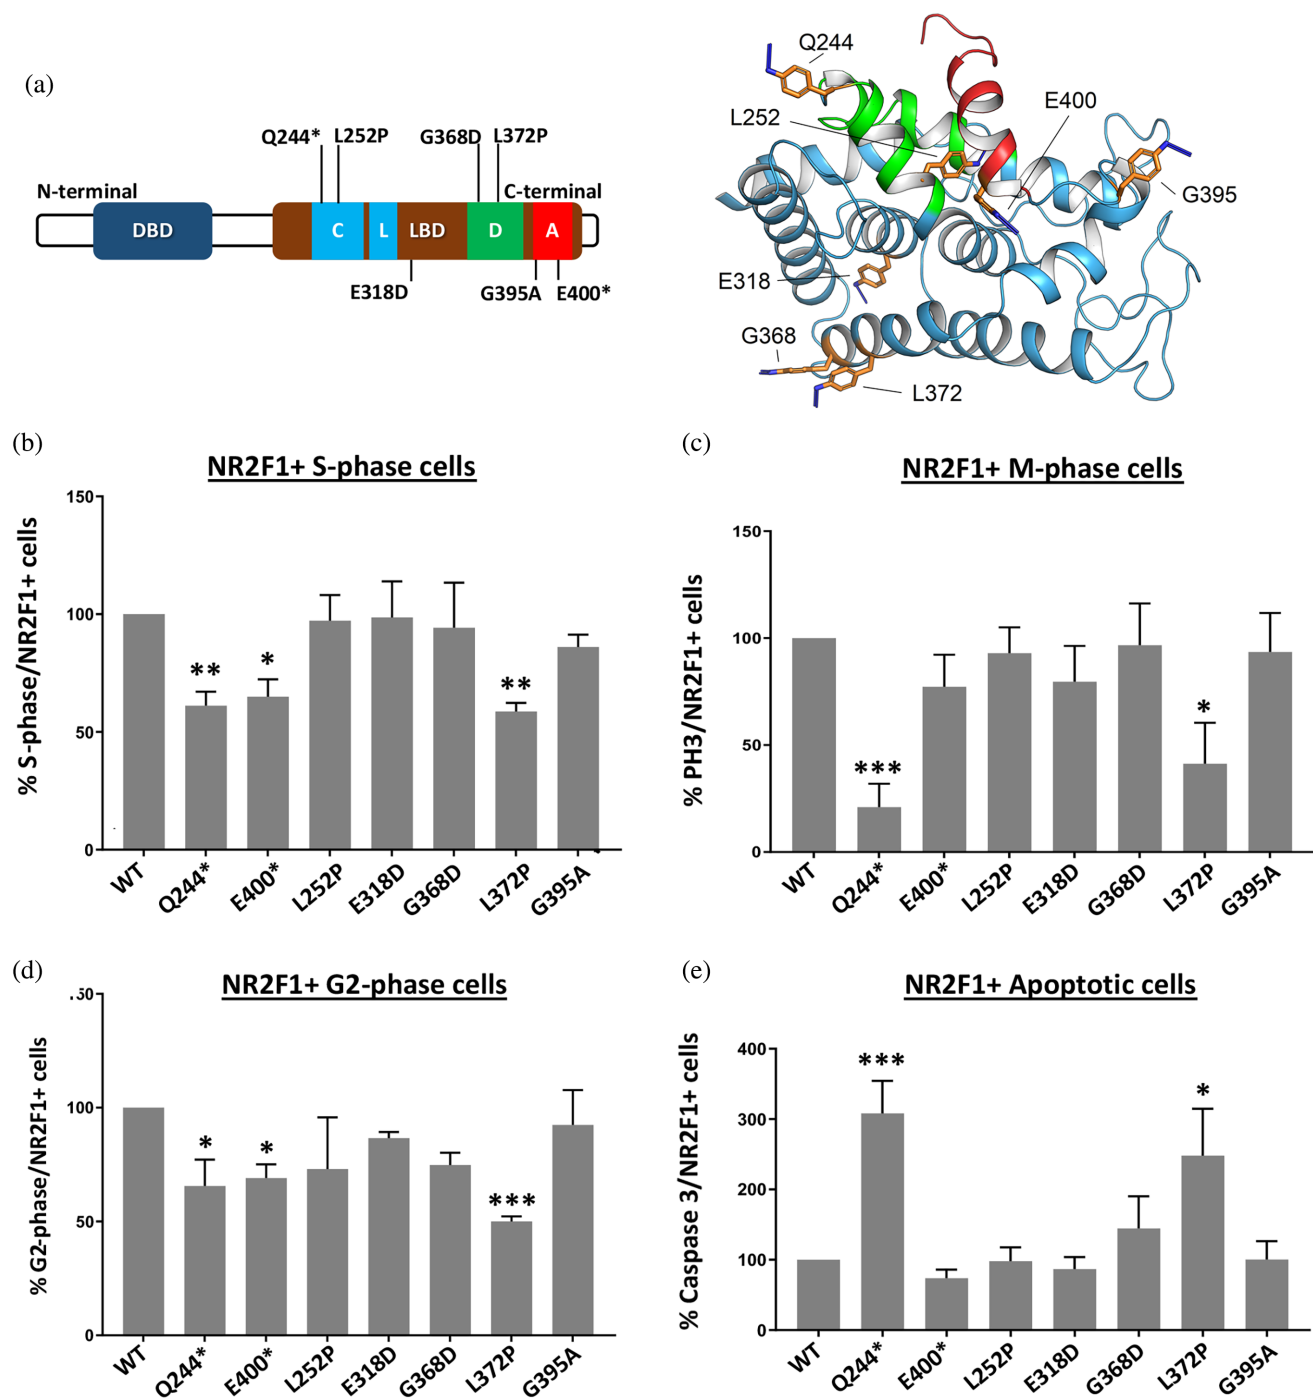 (a)
Q244* L252P G368D L372P
N-terminal C-terminal
DBD C L LBD D A
E318D G395A E400*
Q244
L252
E400
G395
E318
G368
L372
(b)
NR2F1+ S-phase cells
% S-phase/NR2F1+ cells
150
100
50
0
WT Q244* E400* L252P E318D G368D L372P G395A
** * **
(c)
NR2F1+ M-phase cells
% PH3/NR2F1+ cells
150
100
50
0
WT Q244* E400* L252P E318D G368D L372P G395A
*** *
(d)
NR2F1+ G2-phase cells
% G2-phase/NR2F1+ cells
.50
100
50
0
WT Q244* E400* L252P E318D G368D L372P G395A
* * ***
(e)
NR2F1+ Apoptotic cells
% Caspase 3/NR2F1+ cells
400
300
200
100
0
WT Q244* E400* L252P E318D G368D L372P G395A
*** *